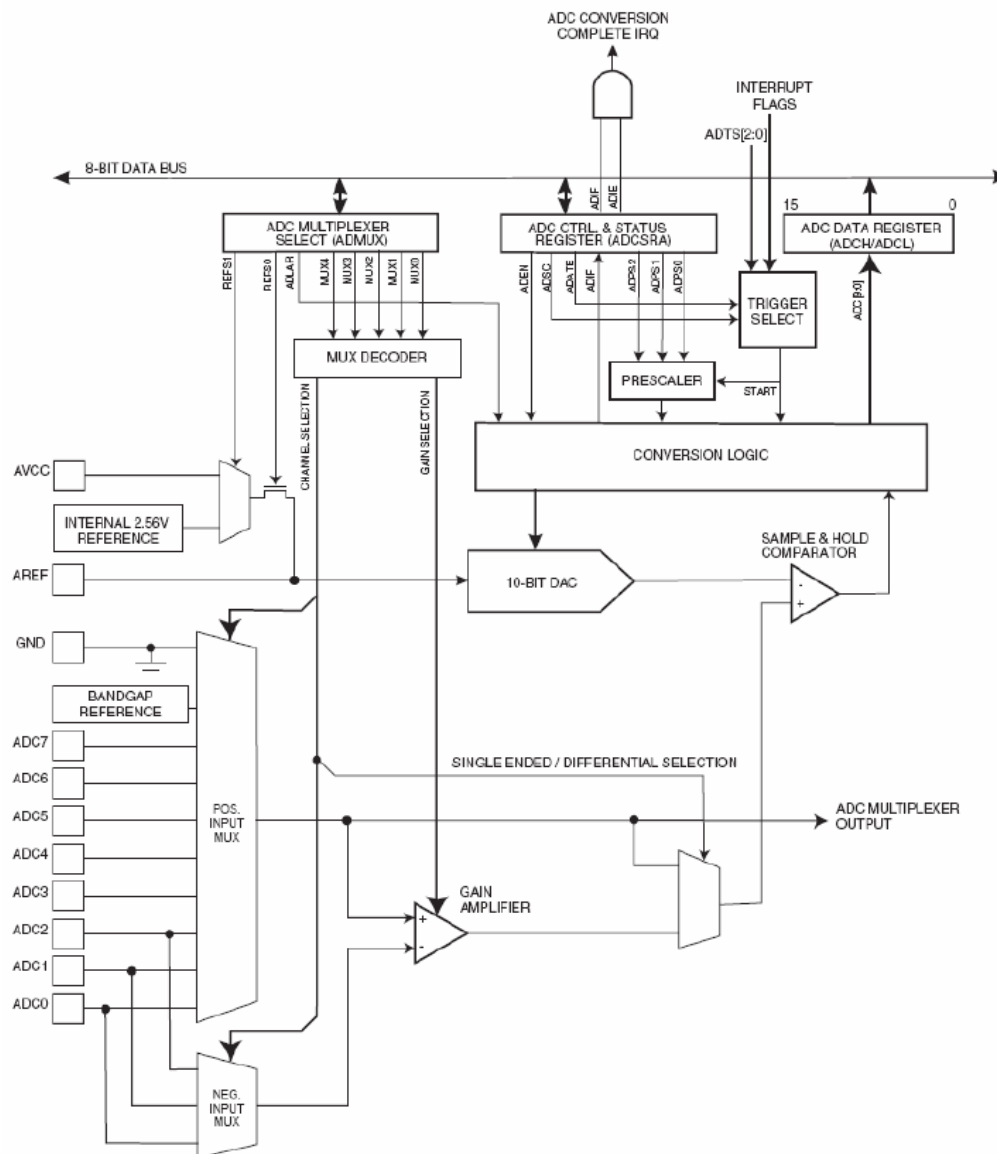 ADC CONVERSION
COMPLETE IRQ
INTERRUPT
FLAGS
ADTS[2:0]
8-BIT DATA BUS
ADIF
ADIE
15
0
ADC MULTIPLEXER
SELECT (ADMUX)
ADC CTRL. & STATUS
REGISTER (ADCSRA)
ADC DATA REGISTER
(ADCH/ADCL)
REFS1
REFS0
ADLAR
MUX4
MUX3
MUX2
MUX1
MUX0
ADEN
ADSC
ADATE
ADIF
ADPS2
ADPS1
ADPS0
ADC[9:0]
TRIGGER
SELECT
MUX DECODER
PRESCALER
START
CHANNEL SELECTION
GAIN SELECTION
CONVERSION LOGIC
AVCC
INTERNAL 2.56V
REFERENCE
SAMPLE & HOLD
COMPARATOR
AREF
10-BIT DAC
-
+
GND
BANDGAP
REFERENCE
ADC7
SINGLE ENDED / DIFFERENTIAL SELECTION
ADC6
ADC5
POS.
INPUT
MUX
ADC MULTIPLEXER
OUTPUT
ADC4
ADC3
GAIN
AMPLIFIER
+
-
ADC2
ADC1
ADC0
NEG.
INPUT
MUX